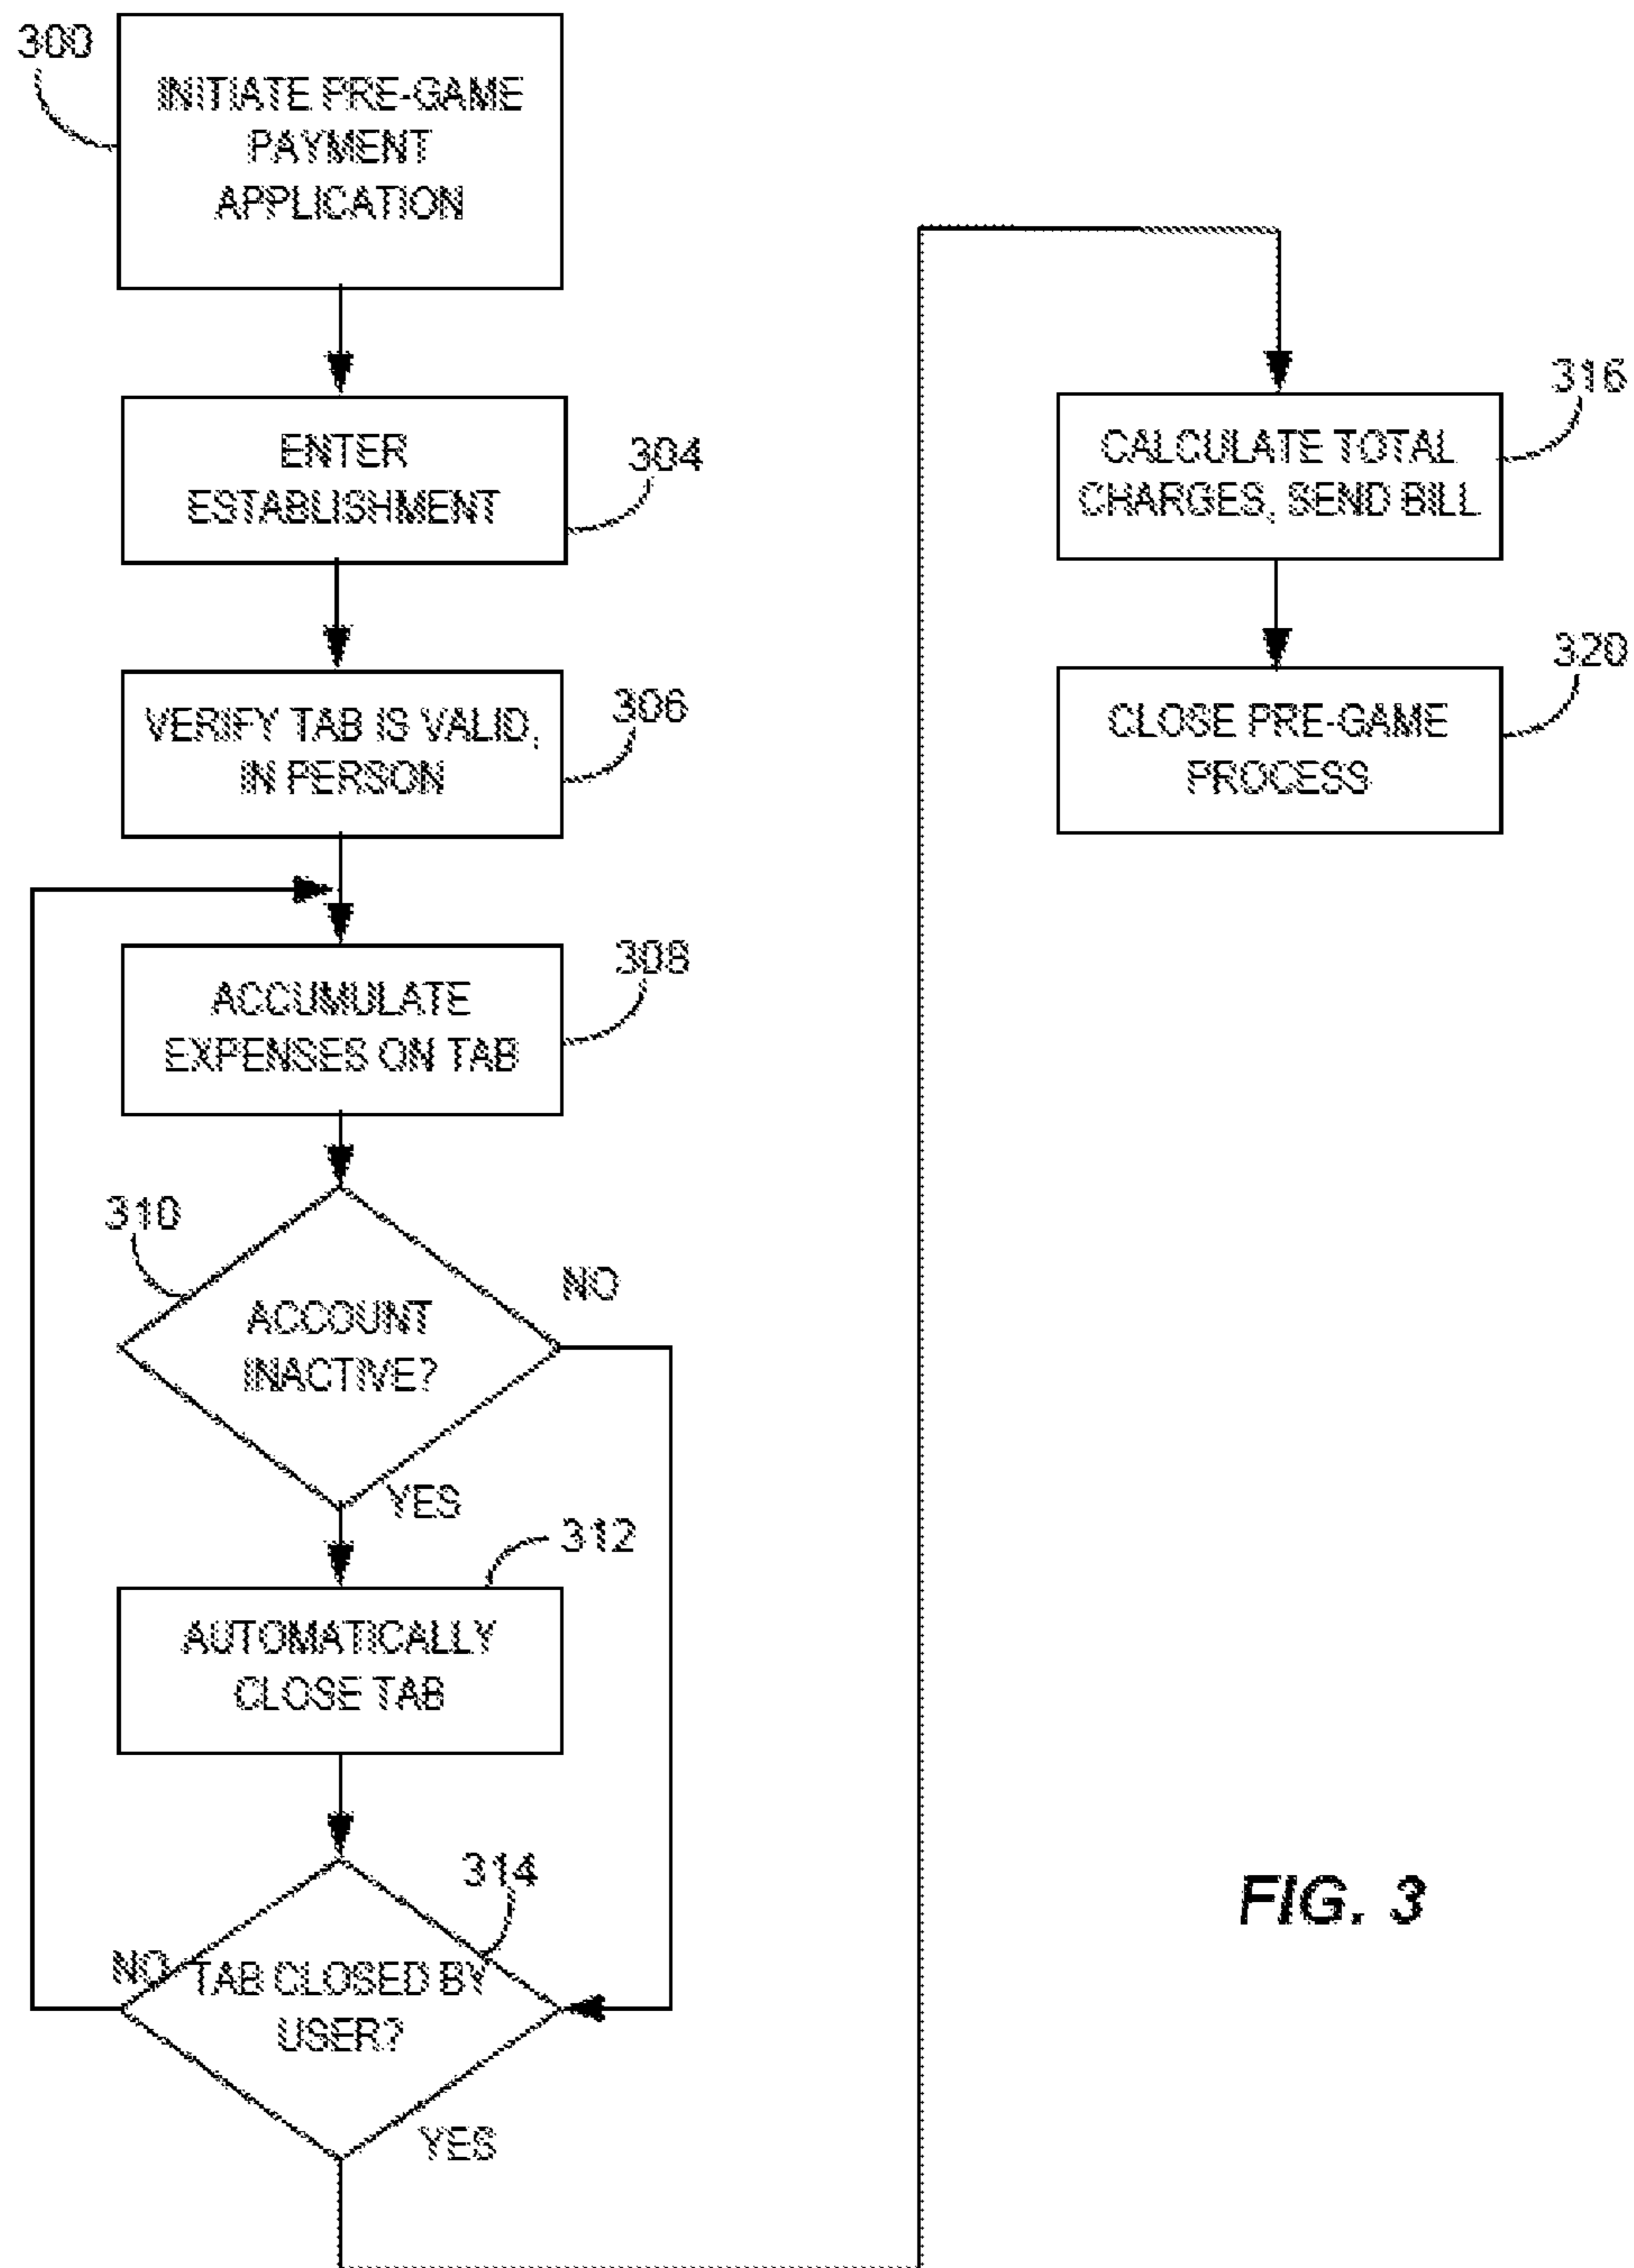 300
INITIATE PRE-GAME
PAYMENT
APPLICATION
ENTER
ESTABLISHMENT
304
VERIFY TAB IS VALID,
IN PERSON
306
ACCUMULATE
EXPENSES ON TAB
308
310
ACCOUNT
INACTIVE?
NO
YES
312
AUTOMATICALLY
CLOSE TAB
314
NO
TAB CLOSED BY
USER?
YES
316
CALCULATE TOTAL
CHARGES, SEND BILL
320
CLOSE PRE-GAME
PROCESS
FIG. 3